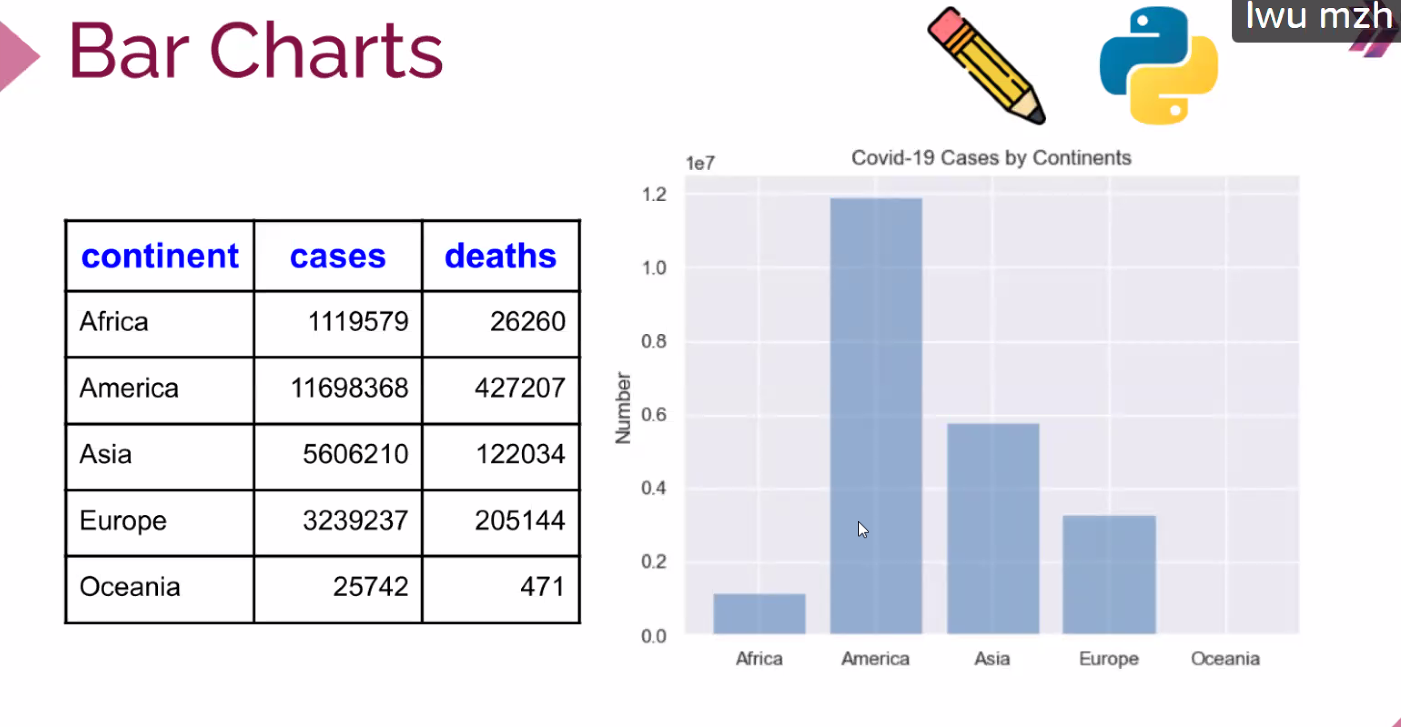 Bar Charts
lwu mzh
continent cases deaths
Africa 1119579 26260
America 11698368 427207
Asia 5606210 122034
Europe 3239237 205144
Oceania 25742 471
Covid-19 Cases by Continents
1e7
1.2
1.0
0.8
0.6
0.4
0.2
0.0
Number
Africa America Asia Europe Oceania